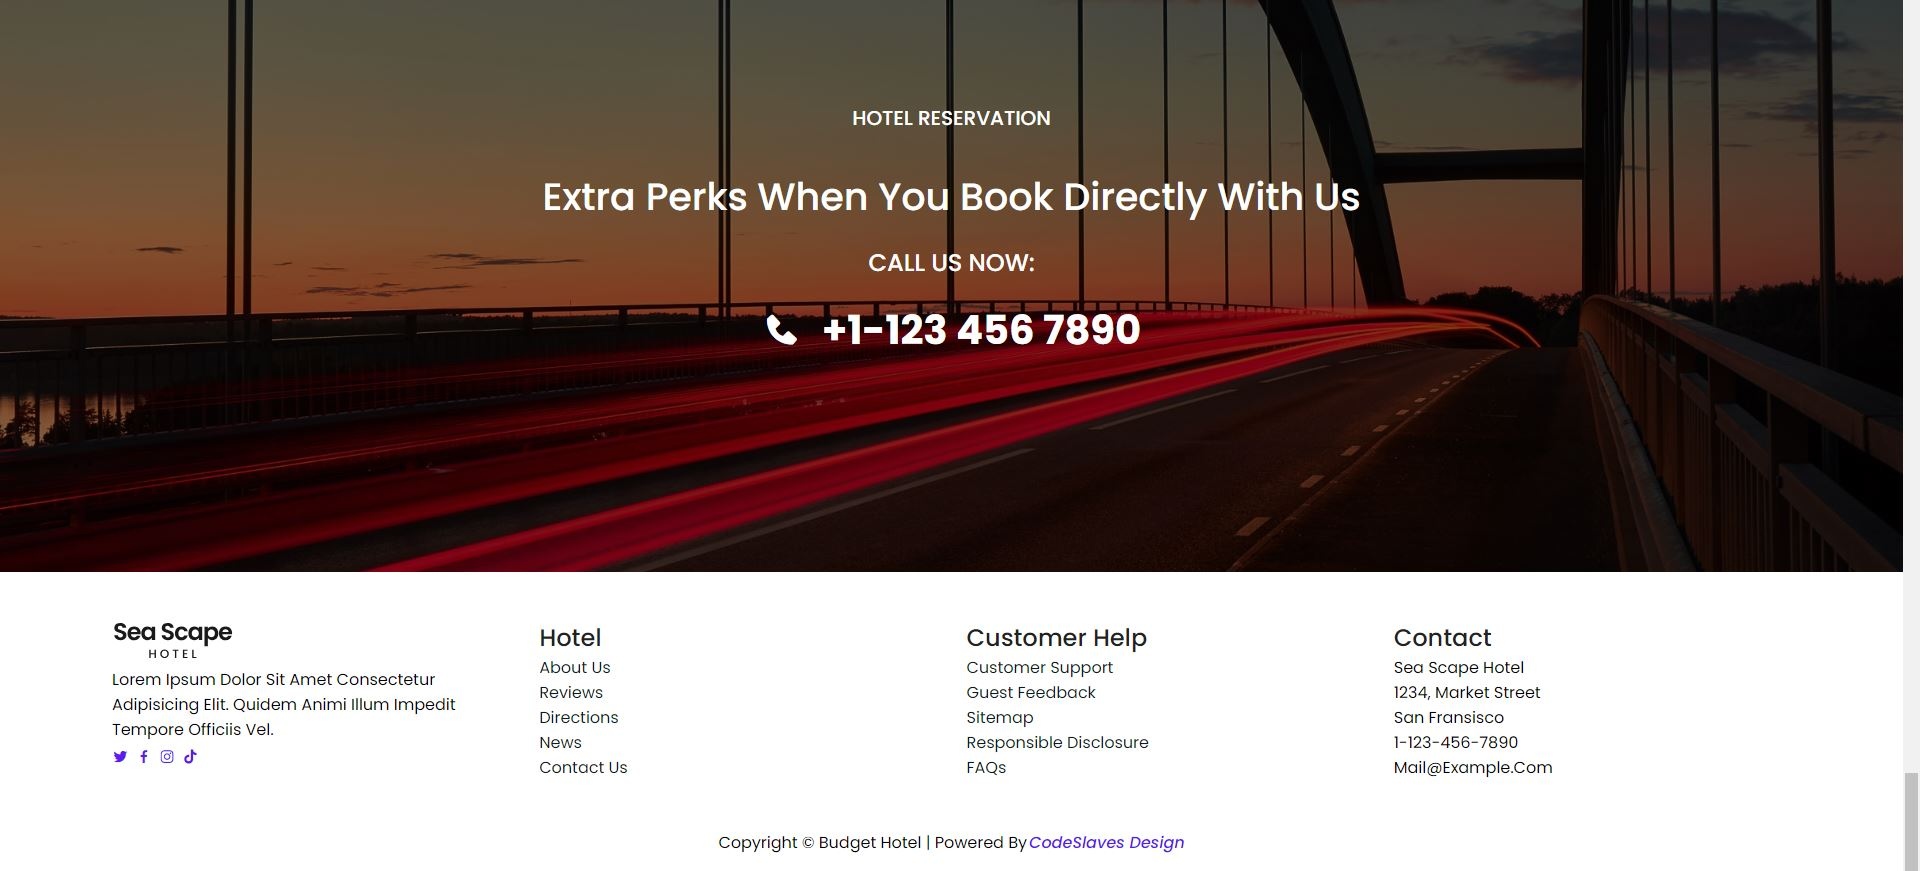 HOTEL RESERVATION
Extra Perks When You Book Directly With Us
CALL US NOW:
+1-123 456 7890
Sea Scape
HOTEL
Lorem Ipsum Dolor Sit Amet Consectetur
Adipisicing Elit. Quidem Animi Illum Impedit
Tempore Officiis Vel.
Hotel
About Us
Reviews
Directions
News
Contact Us
Customer Help
Customer Support
Guest Feedback
Sitemap
Responsible Disclosure
FAQs
Contact
Sea Scape Hotel
1234, Market Street
San Fransisco
1-123-456-7890
Mail@Example.Com
Copyright © Budget Hotel | Powered By CodeSlaves Design